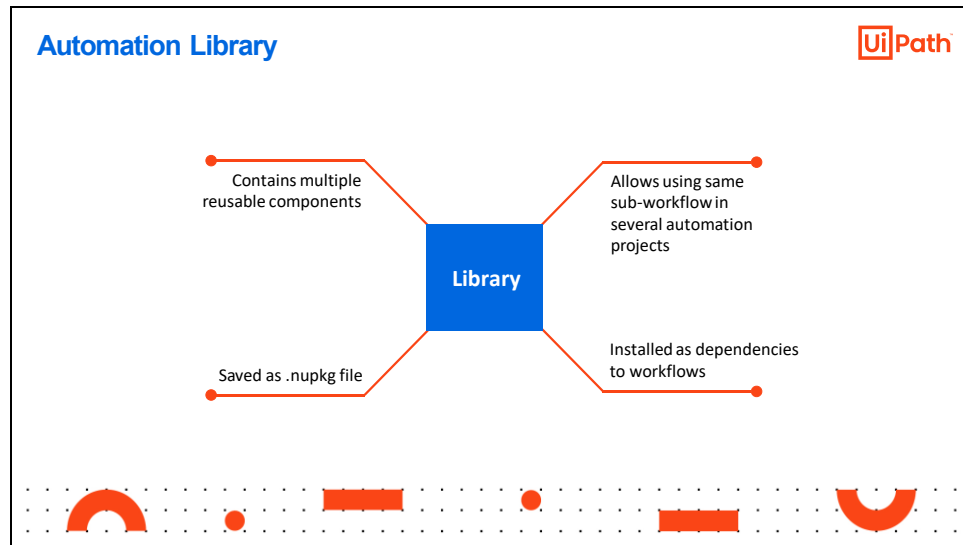 Automation Library
UiPath
Contains multiple
reusable components
Allows using same
sub-workflow in
several automation
projects
Library
Saved as .nupkg file
Installed as dependencies
to workflows